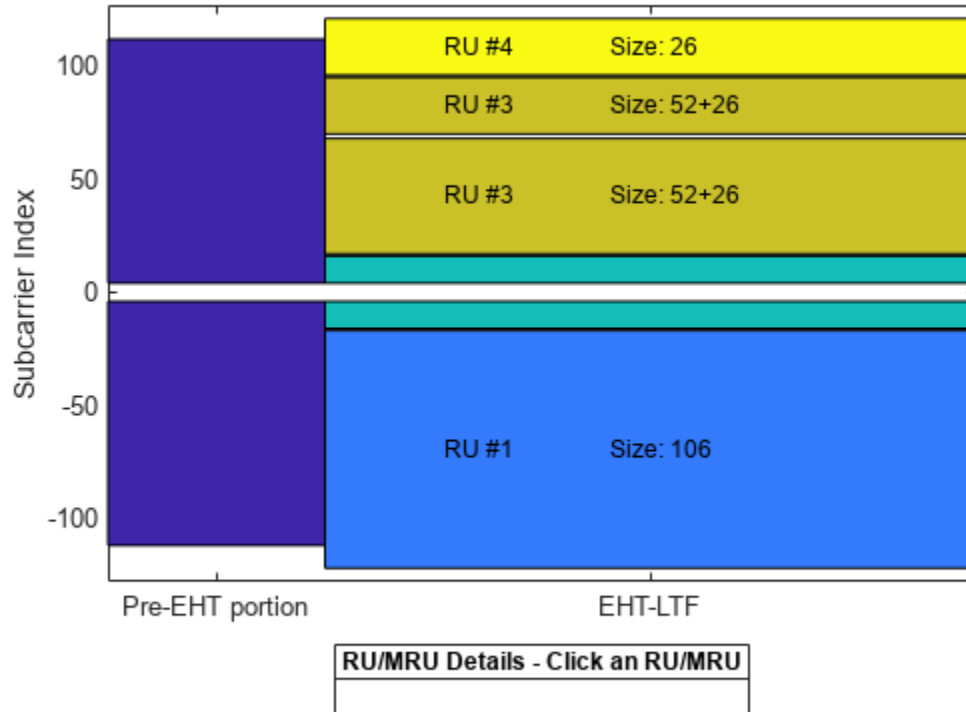 100
RU #4 Size: 26
RU #3 Size: 52+26
50
RU #3 Size: 52+26
0
Subcarrier Index
-50
RU #1 Size: 106
-100
Pre-EHT portion EHT-LTF
RU/MRU Details - Click an RU/MRU